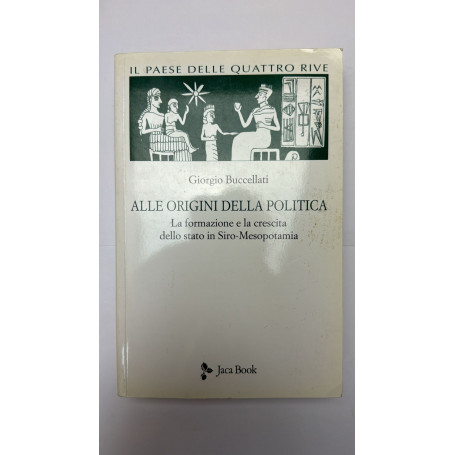 IL PAESE DELLE QUATTRO RIVE
Giorgio Buccellati
ALLE ORIGINI DELLA POLITICA
La formazione e la crescita
dello stato in Siro-Mesopotamia
Jaca Book